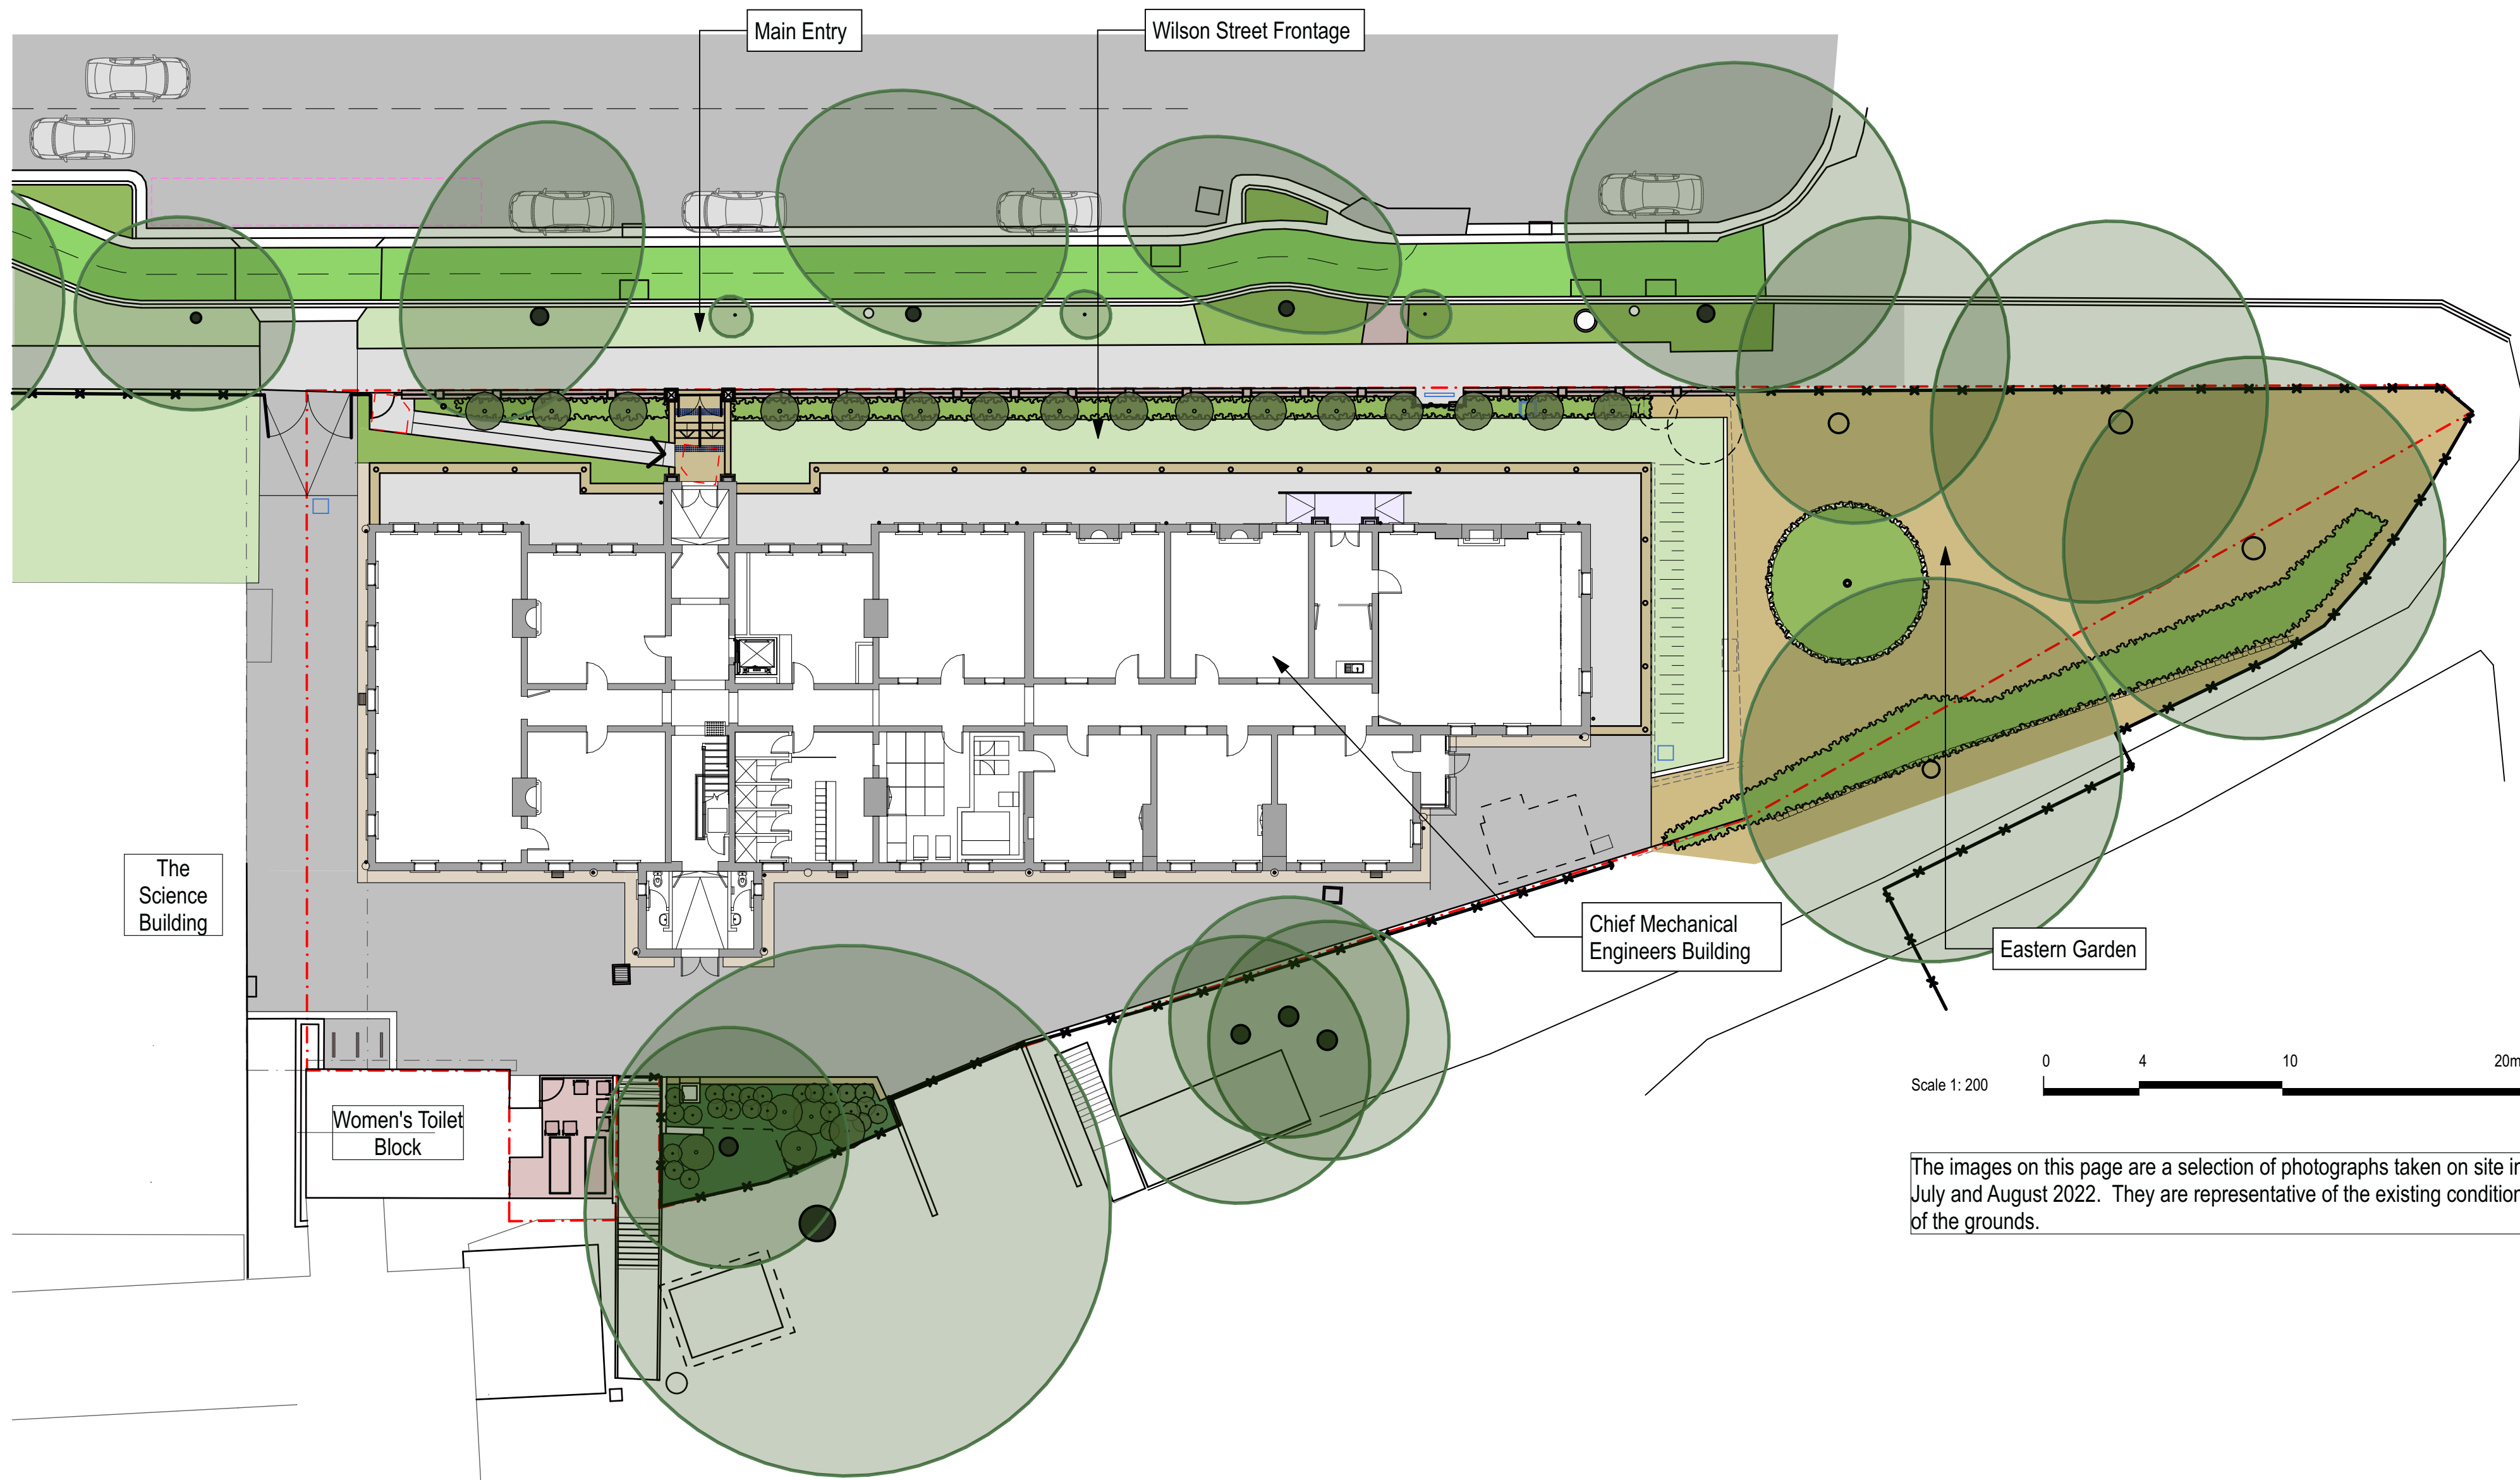 Main Entry
Wilson Street Frontage
The
Science
Building
Chief Mechanical
Engineers Building
Eastern Garden
Women's Toilet
Block
0 4 10 20m
Scale 1: 200
The images on this page are a selection of photographs taken on site in
July and August 2022. They are representative of the existing condition
of the grounds.